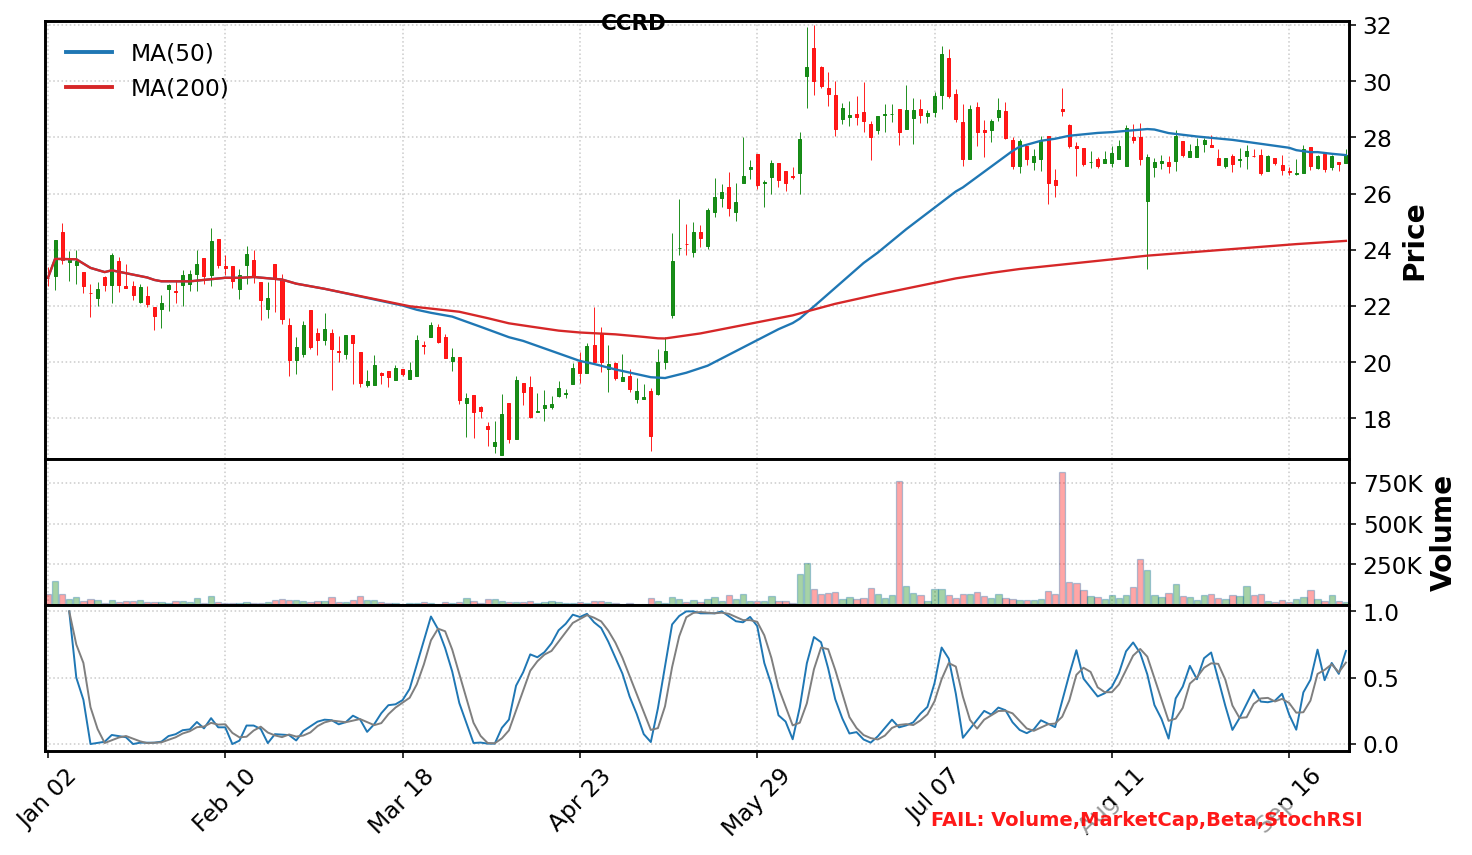 CCRD
MA(50)
MA(200)
32
30
28
26
24
22
20
18
Price
750K
500K
250K
Volume
1.0
0.5
0.0
Jan 02
Feb 10
Mar 18
Apr 23
May 29
Jul 07
Aug 11
Sep 16
FAIL: Volume,MarketCap,Beta,StochRSI